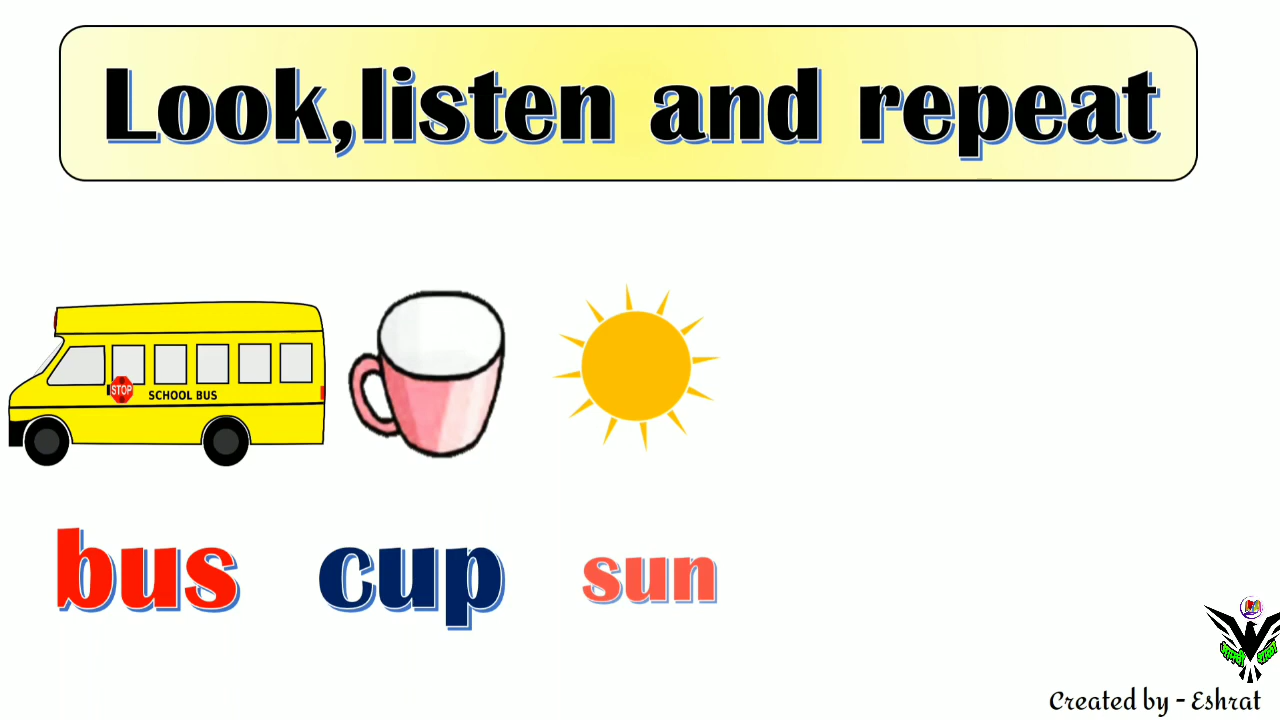 Look,listen and repeat
STOP
SCHOOL BUS
bus cup sun
Created by - Eshrat